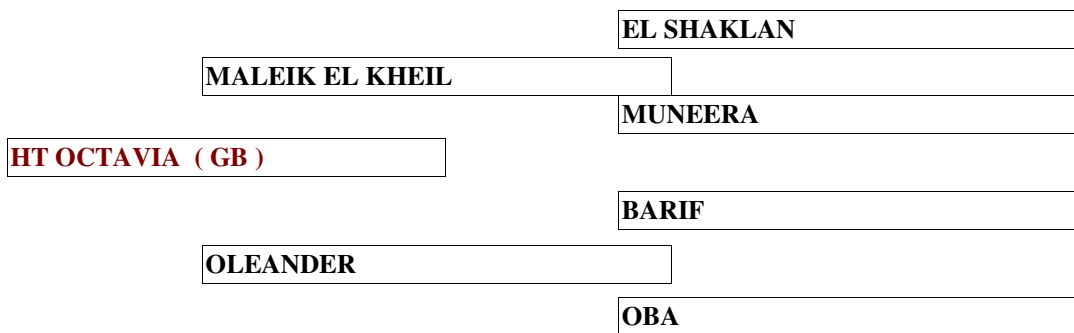 EL SHAKLAN
MALEIK EL KHEIL
MUNEERA
HT OCTAVIA ( GB )
BARIF
OLEANDER
OBA